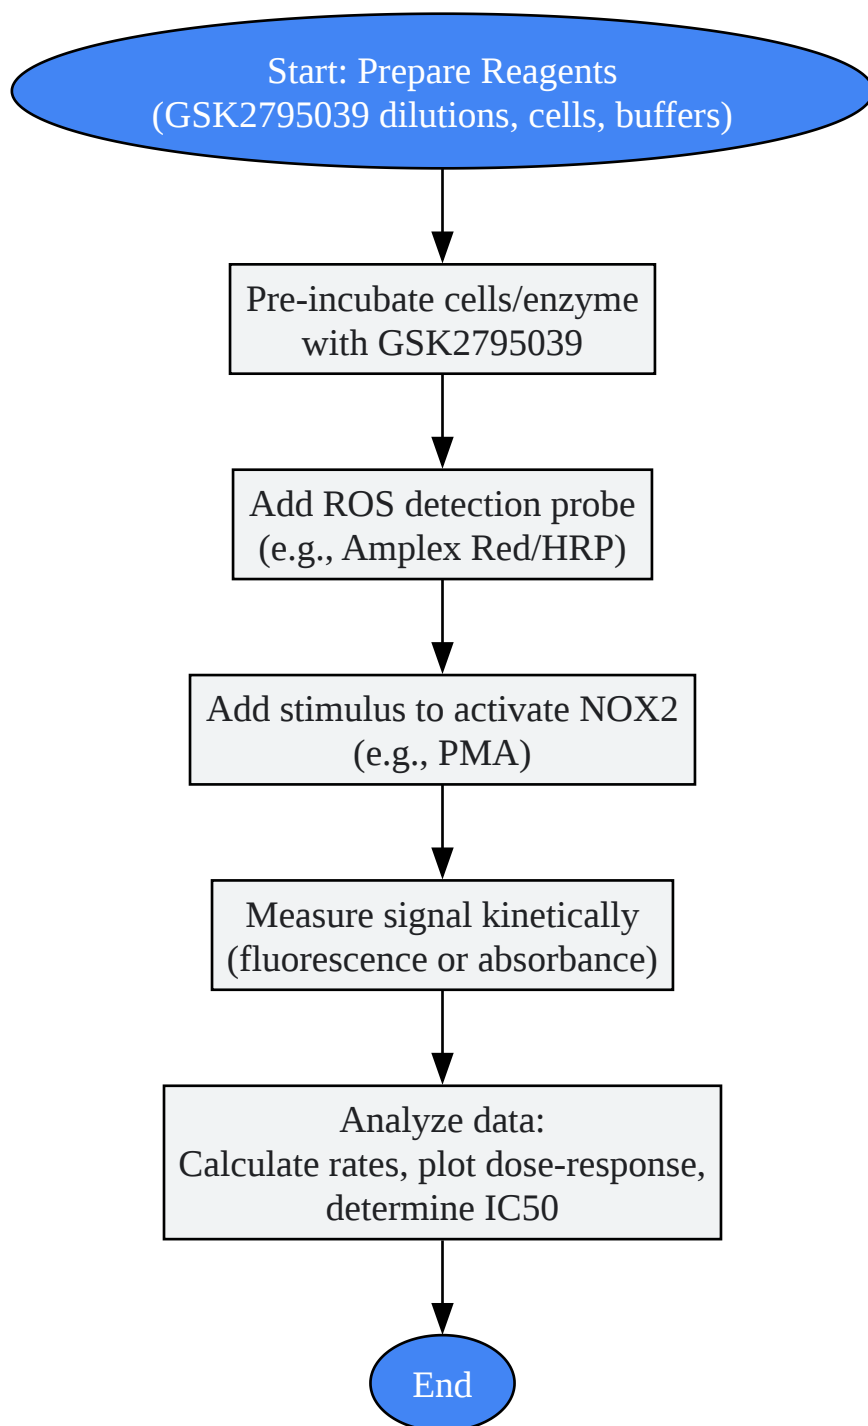 Start: Prepare Reagents
(GSK2795039 dilutions, cells, buffers)
Pre-incubate cells/enzyme
with GSK2795039
Add ROS detection probe
(e.g., Amplex Red/HRP)
Add stimulus to activate NOX2
(e.g., PMA)
Measure signal kinetically
(fluorescence or absorbance)
Analyze data:
Calculate rates, plot dose-response,
determine IC50
End